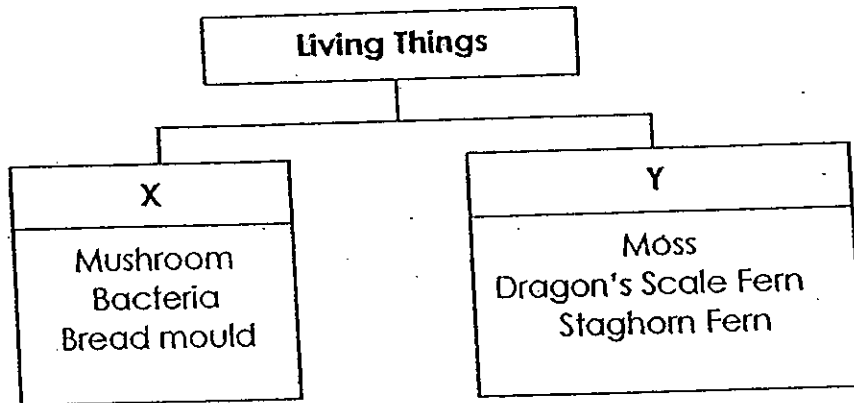 Living Things
X
Mushroom
Bacteria
Bread mould
Y
Moss
Dragon's Scale Fern
Staghorn Fern